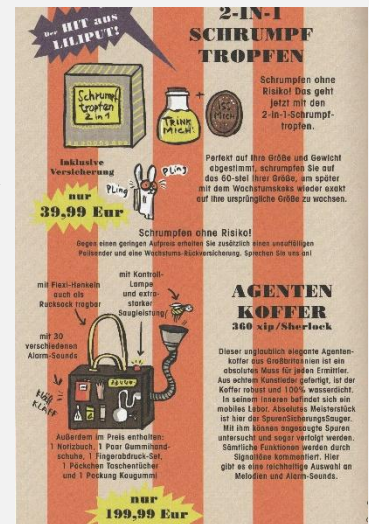 Der HIT aus
LILIPUT!
2-IN-1
SCHRUMPF
TROPFEN
Schrumpf
tropfen
2in1
TRINK
MICH!
+
ISS
MICH
Schrumpfen ohne
Risiko! Das geht
jetzt mit den
2-in-1-Schrumpf-
tropfen.
Inklusive
Versicherung
nur
39,99 Eur
Pling
Pling
Perfekt auf Ihre Größe und Gewicht
abgestimmt, schrumpfen Sie auf
das 60-stel Ihrer Größe, um später
mit dem Wachstumskeks wieder exakt
auf Ihre ursprüngliche Größe zu wachsen.
Schrumpfen ohne Risiko!
Gegen einen geringen Aufpreis erhalten Sie zusätzlich einen unauffälligen
Peilsender und eine Wachstums-Rückversicherung. Sprechen Sie uns an!
mit Flexi-Henkeln
auch als
Rucksack tragbar
mit Kontroll-
Lampe
und extra-
starker
Saugleistung
mit 30
verschiedenen
Alarm-Sounds
KLAFF
AGENTEN
KOFFER
360 xip/Sherlock
Dieser unglaublich elegante Agenten-
koffer aus Großbritannien ist ein
absolutes Muss für jeden Ermittler.
Aus echtem Kunstleder gefertigt, ist der
Koffer robust und 100% wasserdicht.
In seinem Inneren befindet sich ein
mobiles Labor. Absolutes Meisterstück
ist hier der SpurenSicherungsSauger.
Mit ihm können angesaugte Spuren
untersucht und sogar verfolgt werden.
Sämtliche Funktionen werden durch
Signaltöne kommentiert. Hier
gibt es eine reichhaltige Auswahl an
Melodien und Alarm-Sounds.
Außerdem im Preis enthalten:
1 Notizbuch, 1 Paar Gummihand-
schuhe, 1 Fingerabdruck-Set,
1 Päckchen Taschentücher
und 1 Packung Kaugummi
nur
199,99 Eur